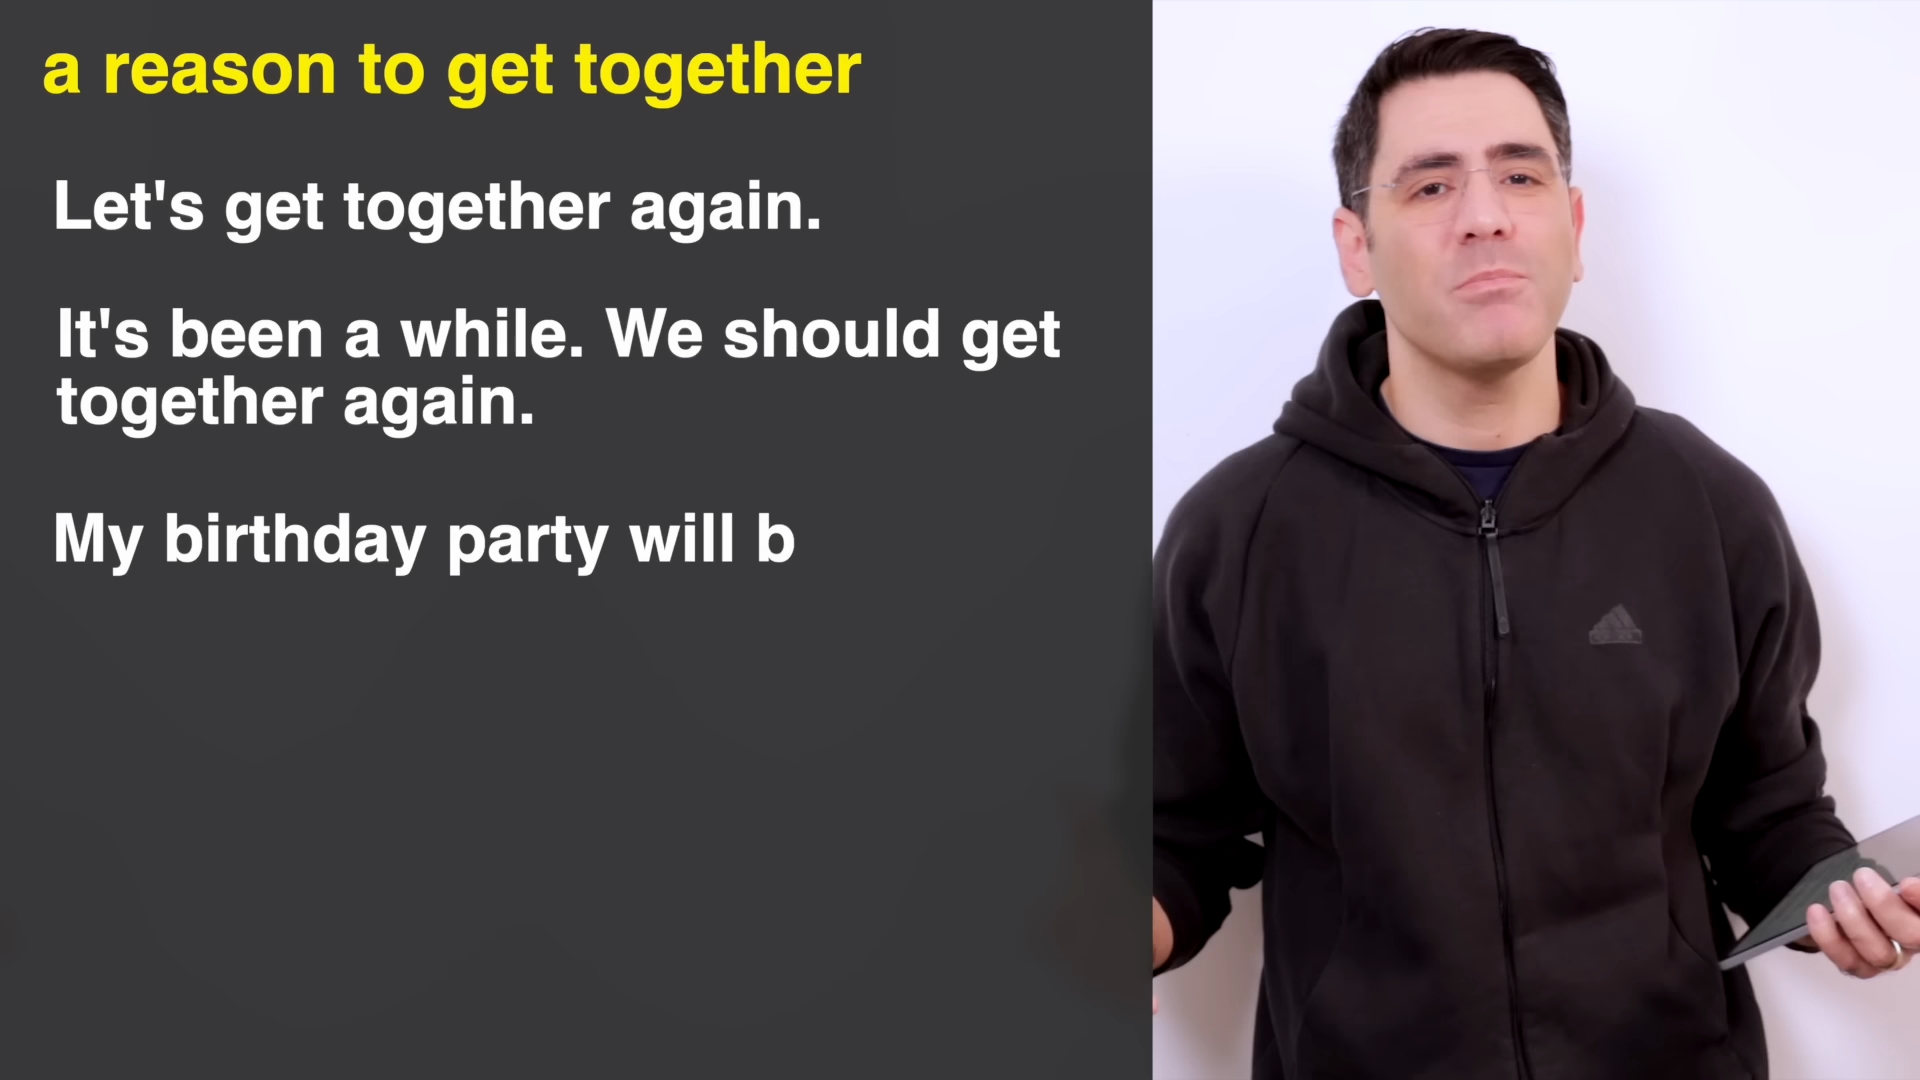 a reason to get together
Let's get together again.
It's been a while. We should get
together again.
My birthday party will b